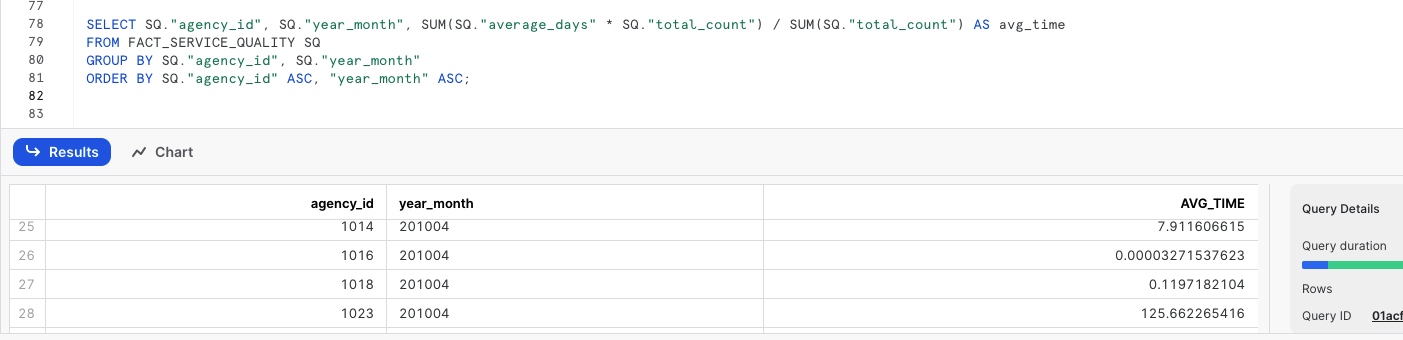 77
78 SELECT SQ."agency_id", SQ."year_month", SUM(SQ."average_days" * SQ."total_count") / SUM(SQ."total_count") AS avg_time
79 FROM FACT_SERVICE_QUALITY SQ
80 GROUP BY SQ."agency_id", SQ."year_month"
81 ORDER BY SQ."agency_id" ASC, "year_month" ASC;
82
83
Results Chart
agency_id year_month AVG_TIME
25 1014 201004 7.911606615
26 1016 201004 0.00003271537623
27 1018 201004 0.1197182104
28 1023 201004 125.662265416
Query Details
Query duration
Rows
Query ID 01acf